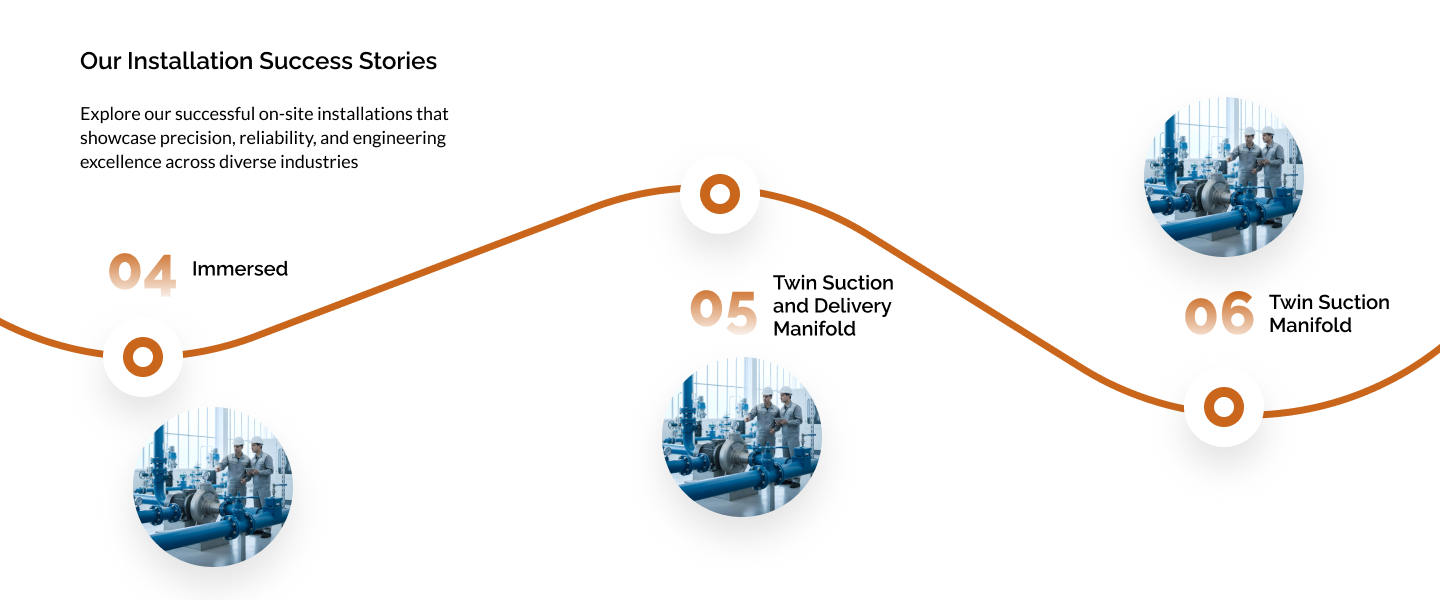 Our Installation Success Stories
Explore our successful on-site installations that
showcase precision, reliability, and engineering
excellence across diverse industries
04
Immersed
05
Twin Suction
and Delivery
Manifold
06
Twin Suction
Manifold